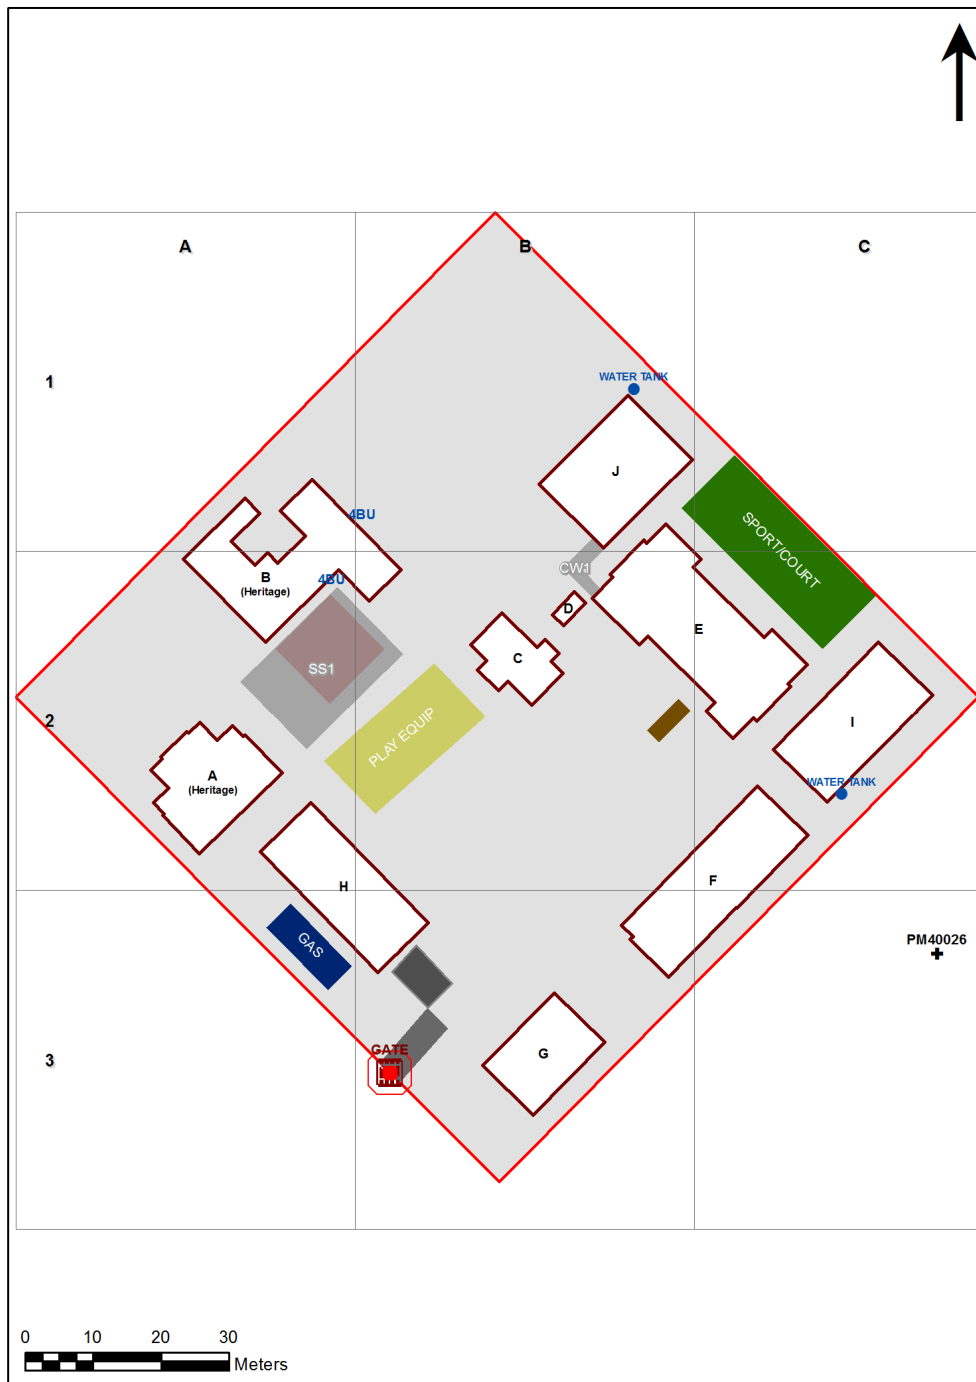 A
B
C
1
WATER TANK
J
4BU
SPORT/COURT
CW1
B
(Heritage)
4BU
D
E
C
SS1
2
I
PLAY EQUIP
A
(Heritage)
WATER TANK
H
F
GAS
PM40026
GATE
G
3
0 10 20 30
Meters